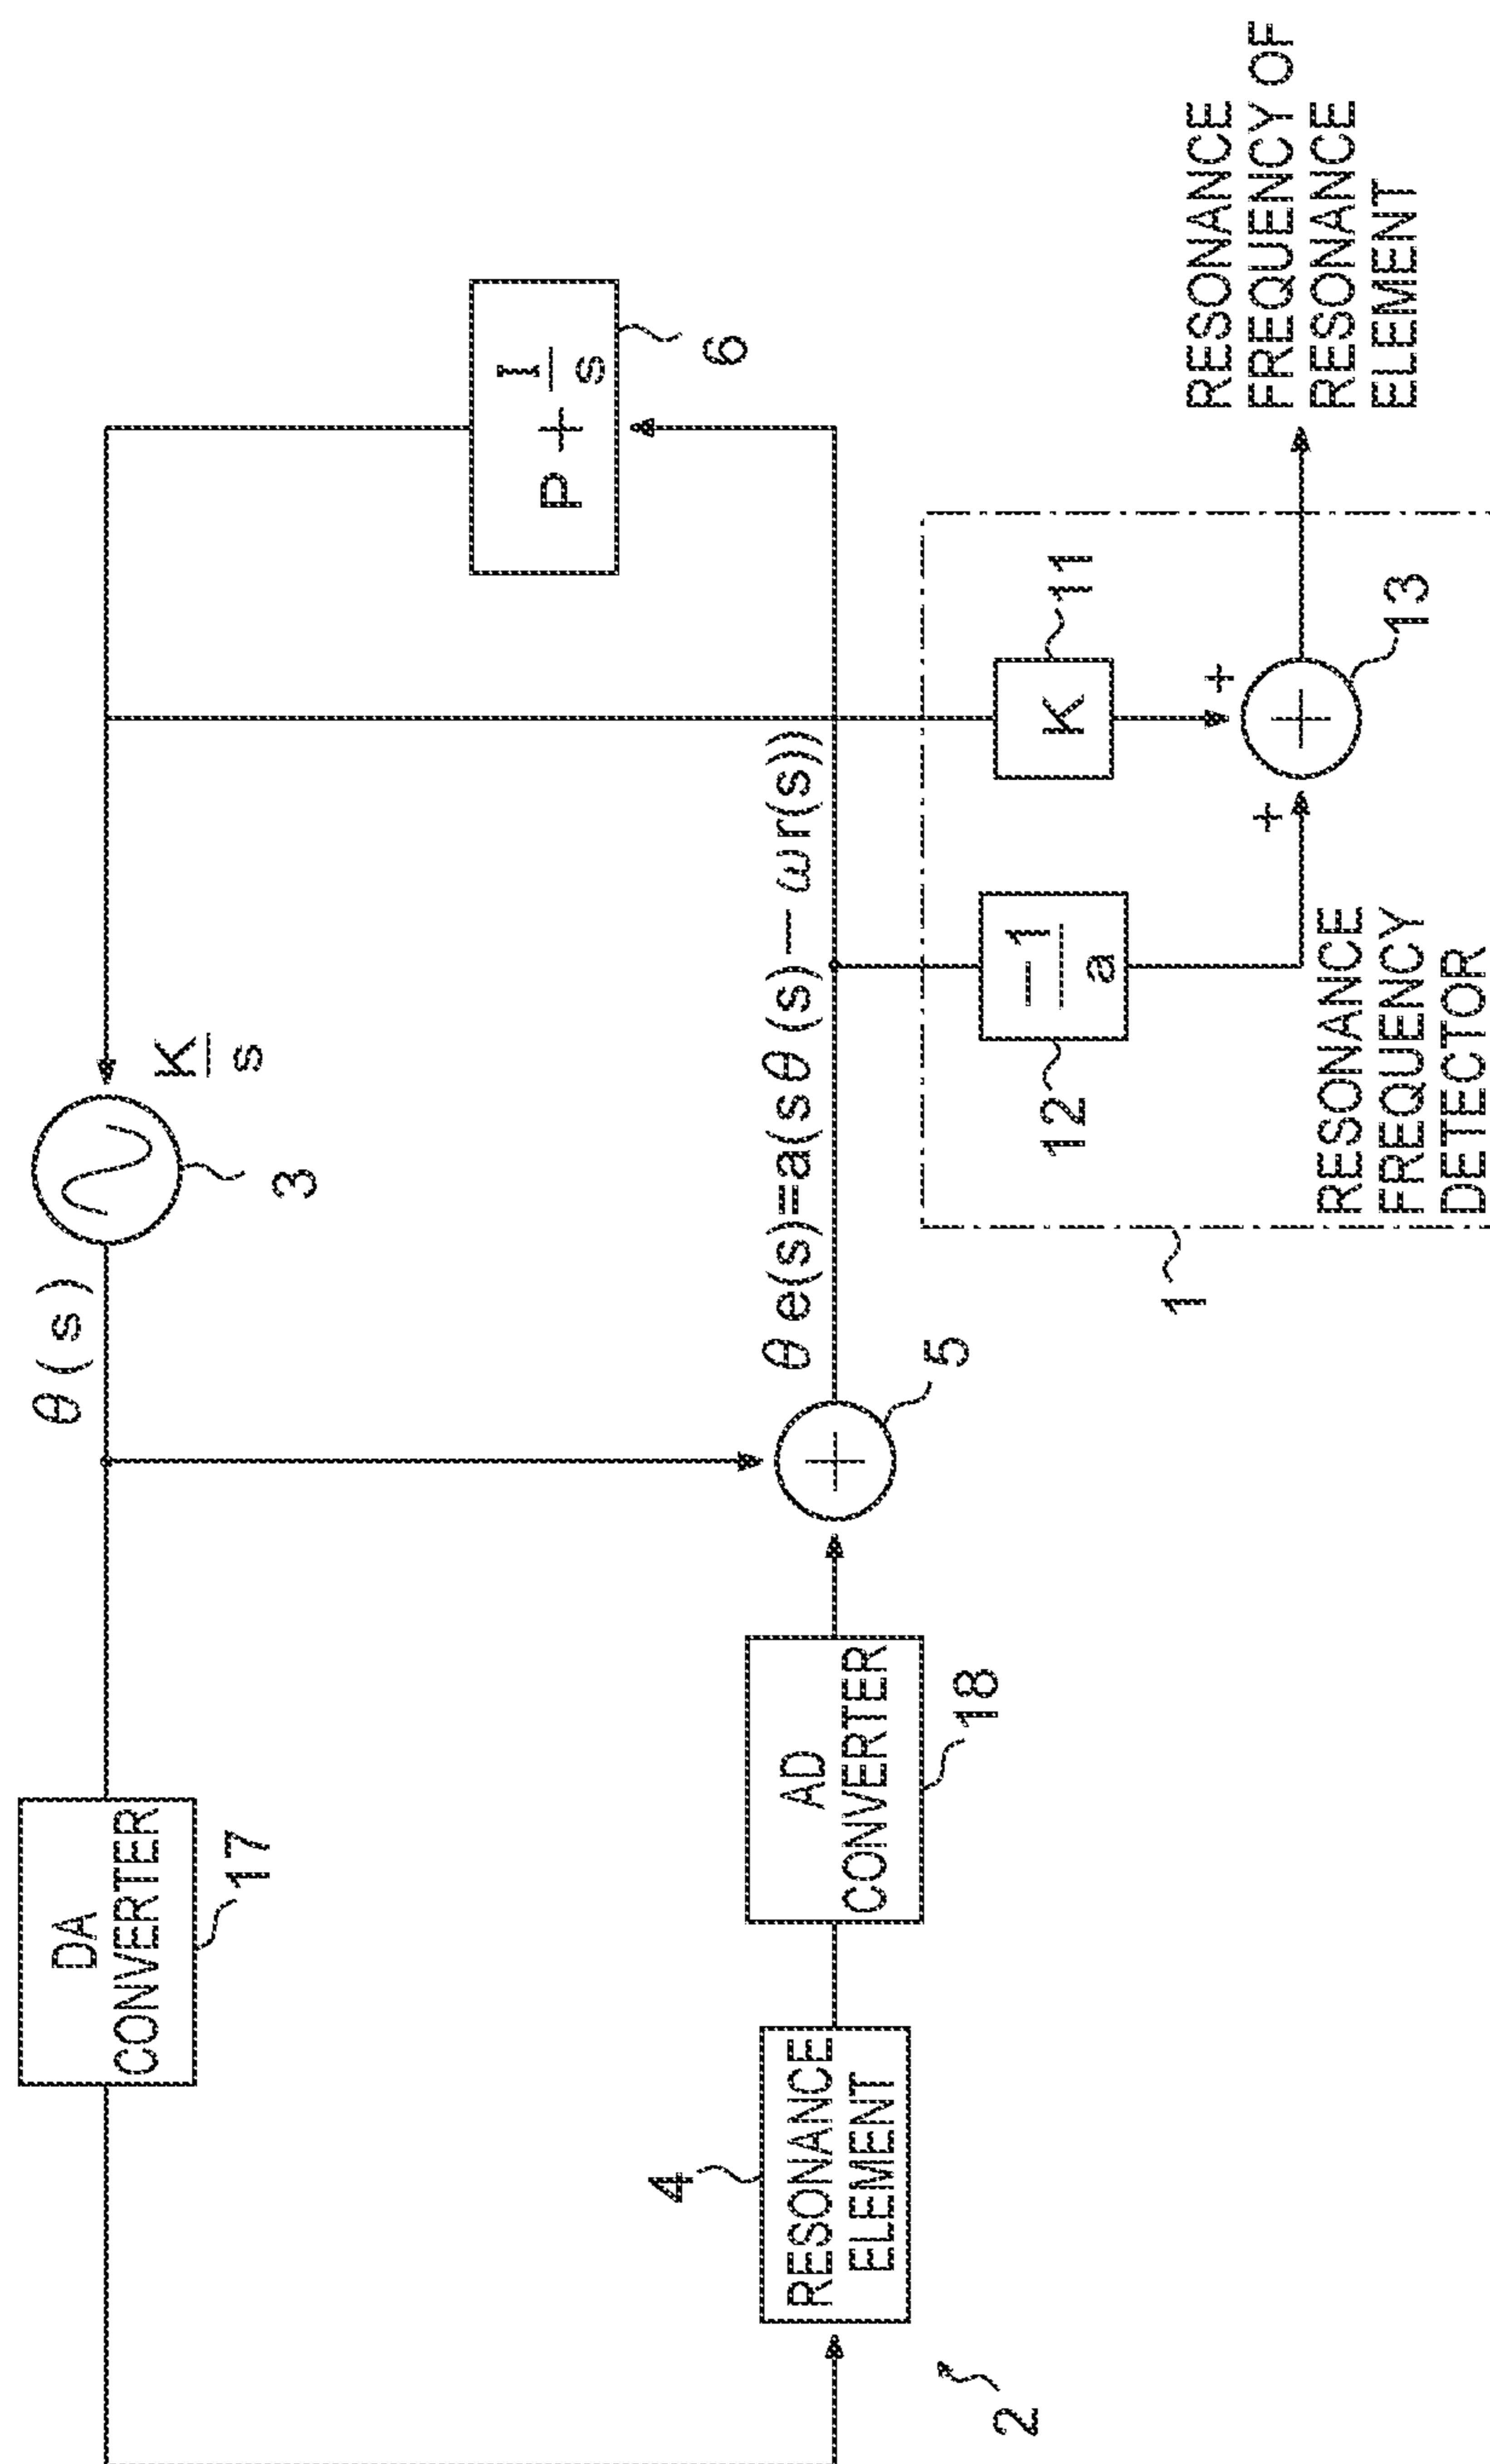 θ(s)
K
s
3
DA
CONVERTER
17
P+
I
s
6
θe(s)=a(sθ(s)−ωr(s))
5
AD
CONVERTER
18
4
RESONANCE
ELEMENT
2
−1
a
12
K
11
+
+
13
RESONANCE
FREQUENCY
DETECTOR
1
RESONANCE
FREQUENCY OF
RESONANCE
ELEMENT